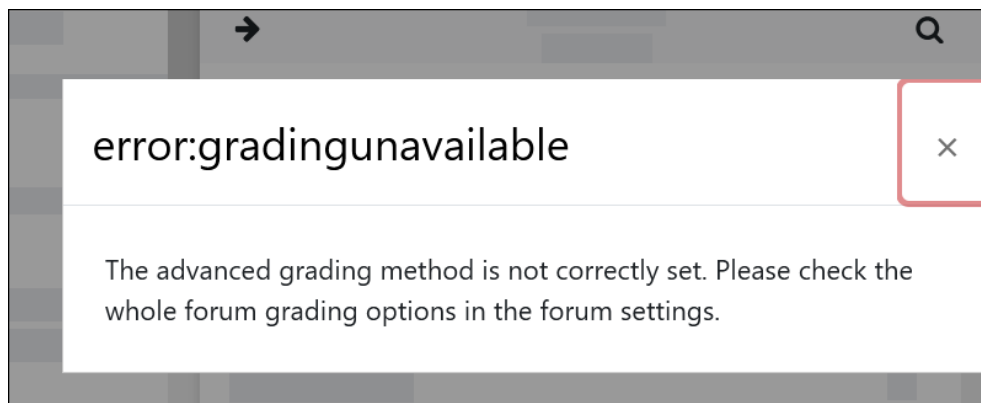 error:gradingunavailable
The advanced grading method is not correctly set. Please check the
whole forum grading options in the forum settings.